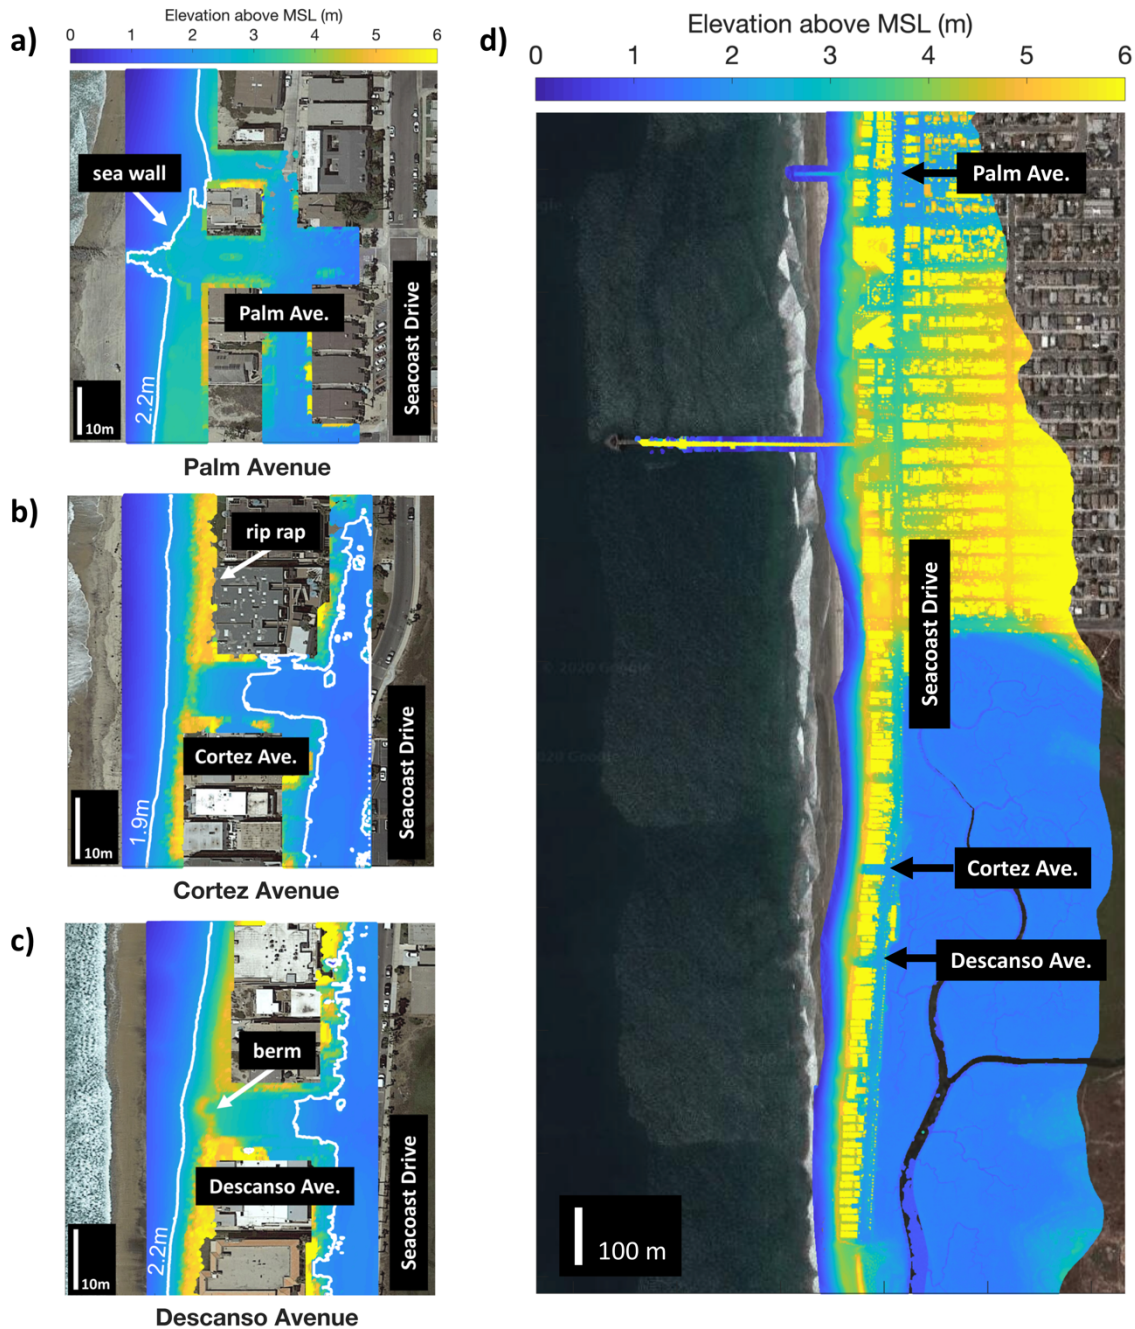 a)
Elevation above MSL (m)
0 1 2 3 4 5 6
sea wall
Palm Ave.
Seacoast Drive
2.2m
10m
Palm Avenue
b)
rip rap
Cortez Ave.
Seacoast Drive
1.9m
10m
Cortez Avenue
c)
berm
Descanso Ave.
Seacoast Drive
2.2m
10m
Descanso Avenue
d)
Elevation above MSL (m)
0 1 2 3 4 5 6
Palm Ave.
Seacoast Drive
© 2020 Google
Cortez Ave.
Descanso Ave.
100 m